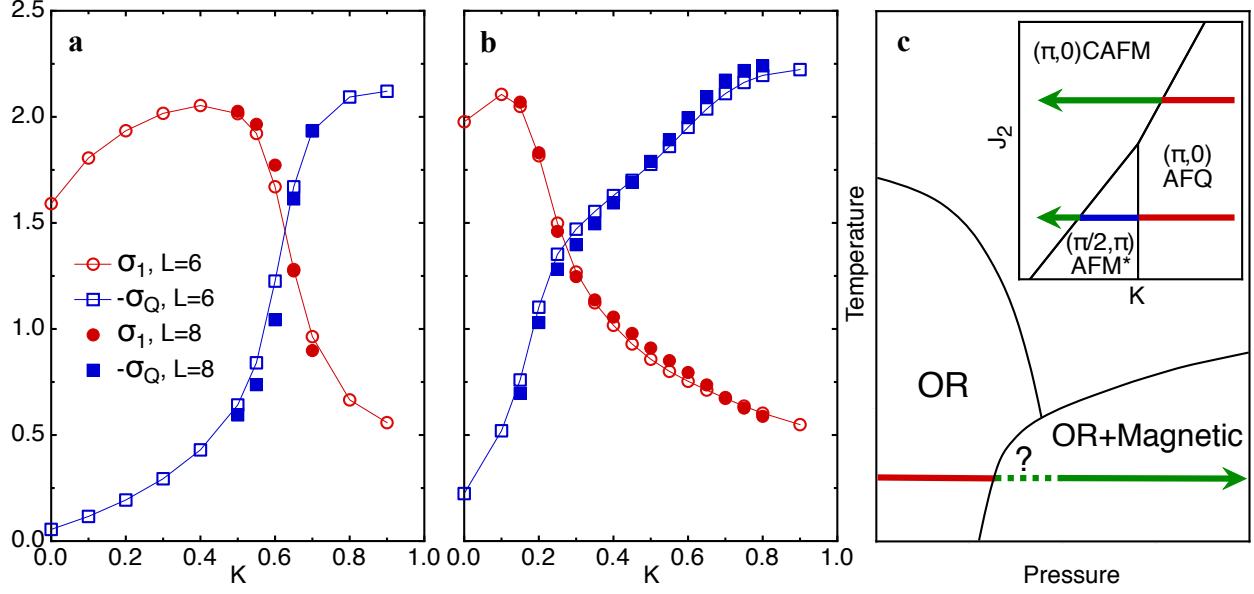 a
2.5
2.0
1.5
1.0
0.5
0.0
σ1, L=6
-σQ, L=6
σ1, L=8
-σQ, L=8
0.0 0.2 0.4 0.6 0.8 1.0
K
b
0.0 0.2 0.4 0.6 0.8 1.0
K
c
Temperature
OR
OR+Magnetic
?
Pressure
(π,0)CAFM
J2
(π,0)
AFQ
(π/2,π)
AFM*
K